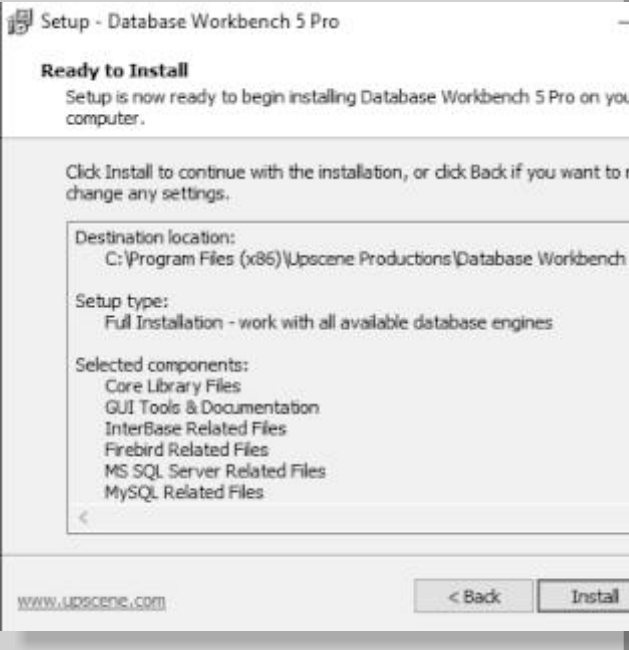 Setup - Database Workbench 5 Pro
Ready to Install
Setup is now ready to begin installing Database Workbench 5 Pro on you
computer.
Click Install to continue with the installation, or click Back if you want to r
change any settings.
Destination location:
C:\Program Files (x86)\Upscene Productions\Database Workbench
Setup type:
Full Installation - work with all available database engines
Selected components:
Core Library Files
GUI Tools & Documentation
InterBase Related Files
Firebird Related Files
MS SQL Server Related Files
MySQL Related Files
<
www.upscene.com
< Back
Install